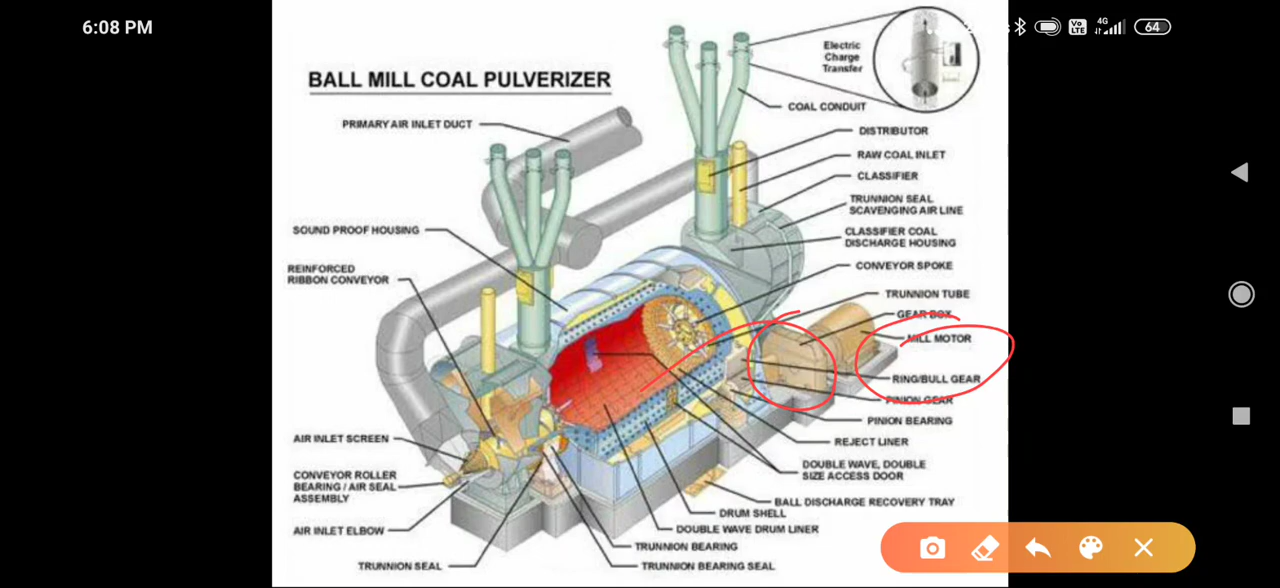 6:08 PM
4G
Vo
LTE
64
BALL MILL COAL PULVERIZER
Electric
Charge
Transfer
COAL CONDUIT
PRIMARY AIR INLET DUCT
DISTRIBUTOR
RAW COAL INLET
CLASSIFIER
TRUNNION SEAL
SCAVENGING AIR LINE
SOUND PROOF HOUSING
CLASSIFIER COAL
DISCHARGE HOUSING
REINFORCED
RIBBON CONVEYOR
CONVEYOR SPOKE
TRUNNION TUBE
GEAR BOX
MILL MOTOR
RING/BULL GEAR
PINION GEAR
PINION BEARING
REJECT LINER
AIR INLET SCREEN
DOUBLE WAVE, DOUBLE
SIZE ACCESS DOOR
CONVEYOR ROLLER
BEARING / AIR SEAL
ASSEMBLY
BALL DISCHARGE RECOVERY TRAY
DRUM SHELL
AIR INLET ELBOW
DOUBLE WAVE DRUM LINER
TRUNNION BEARING
TRUNNION SEAL
TRUNNION BEARING SEAL